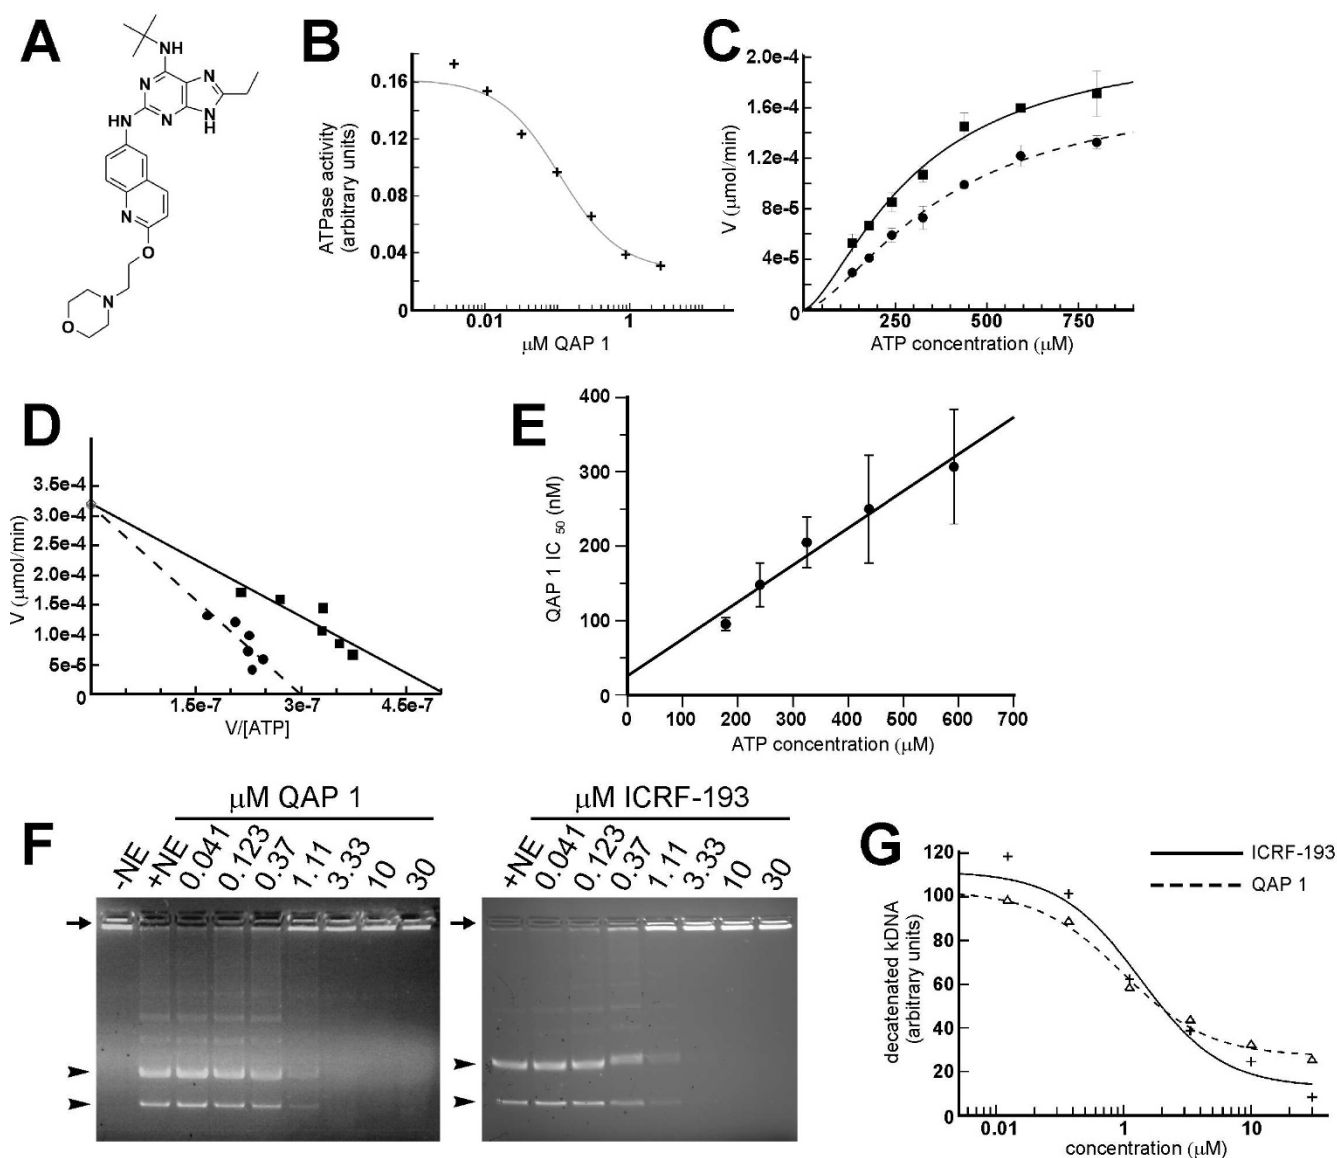 A
NH
N
N
N
N
N
H
HN
N
O
N
O
B
0.16
0.12
0.08
0.04
0
0.01
1
ATPase activity
(arbitrary units)
μM QAP 1
C
2.0e-4
1.6e-4
1.2e-4
8e-5
4e-5
0
250
500
750
V (μmol/min)
ATP concentration (μM)
D
3.5e-4
3.0e-4
2.5e-4
2.0e-4
1.5e-4
1.0e-4
5e-5
0
1.5e-7
3e-7
4.5e-7
V (μmol/min)
V/[ATP]
E
400
300
200
100
0
0
100
200
300
400
500
600
700
QAP 1 IC 50 (nM)
ATP concentration (μM)
F
μM QAP 1
-NE
+NE
0.041
0.123
0.37
1.11
3.33
10
30
μM ICRF-193
+NE
0.041
0.123
0.37
1.11
3.33
10
30
G
120
100
80
60
40
20
0
0.01
1
10
decatenated kDNA
(arbitrary units)
concentration (μM)
ICRF-193
QAP 1